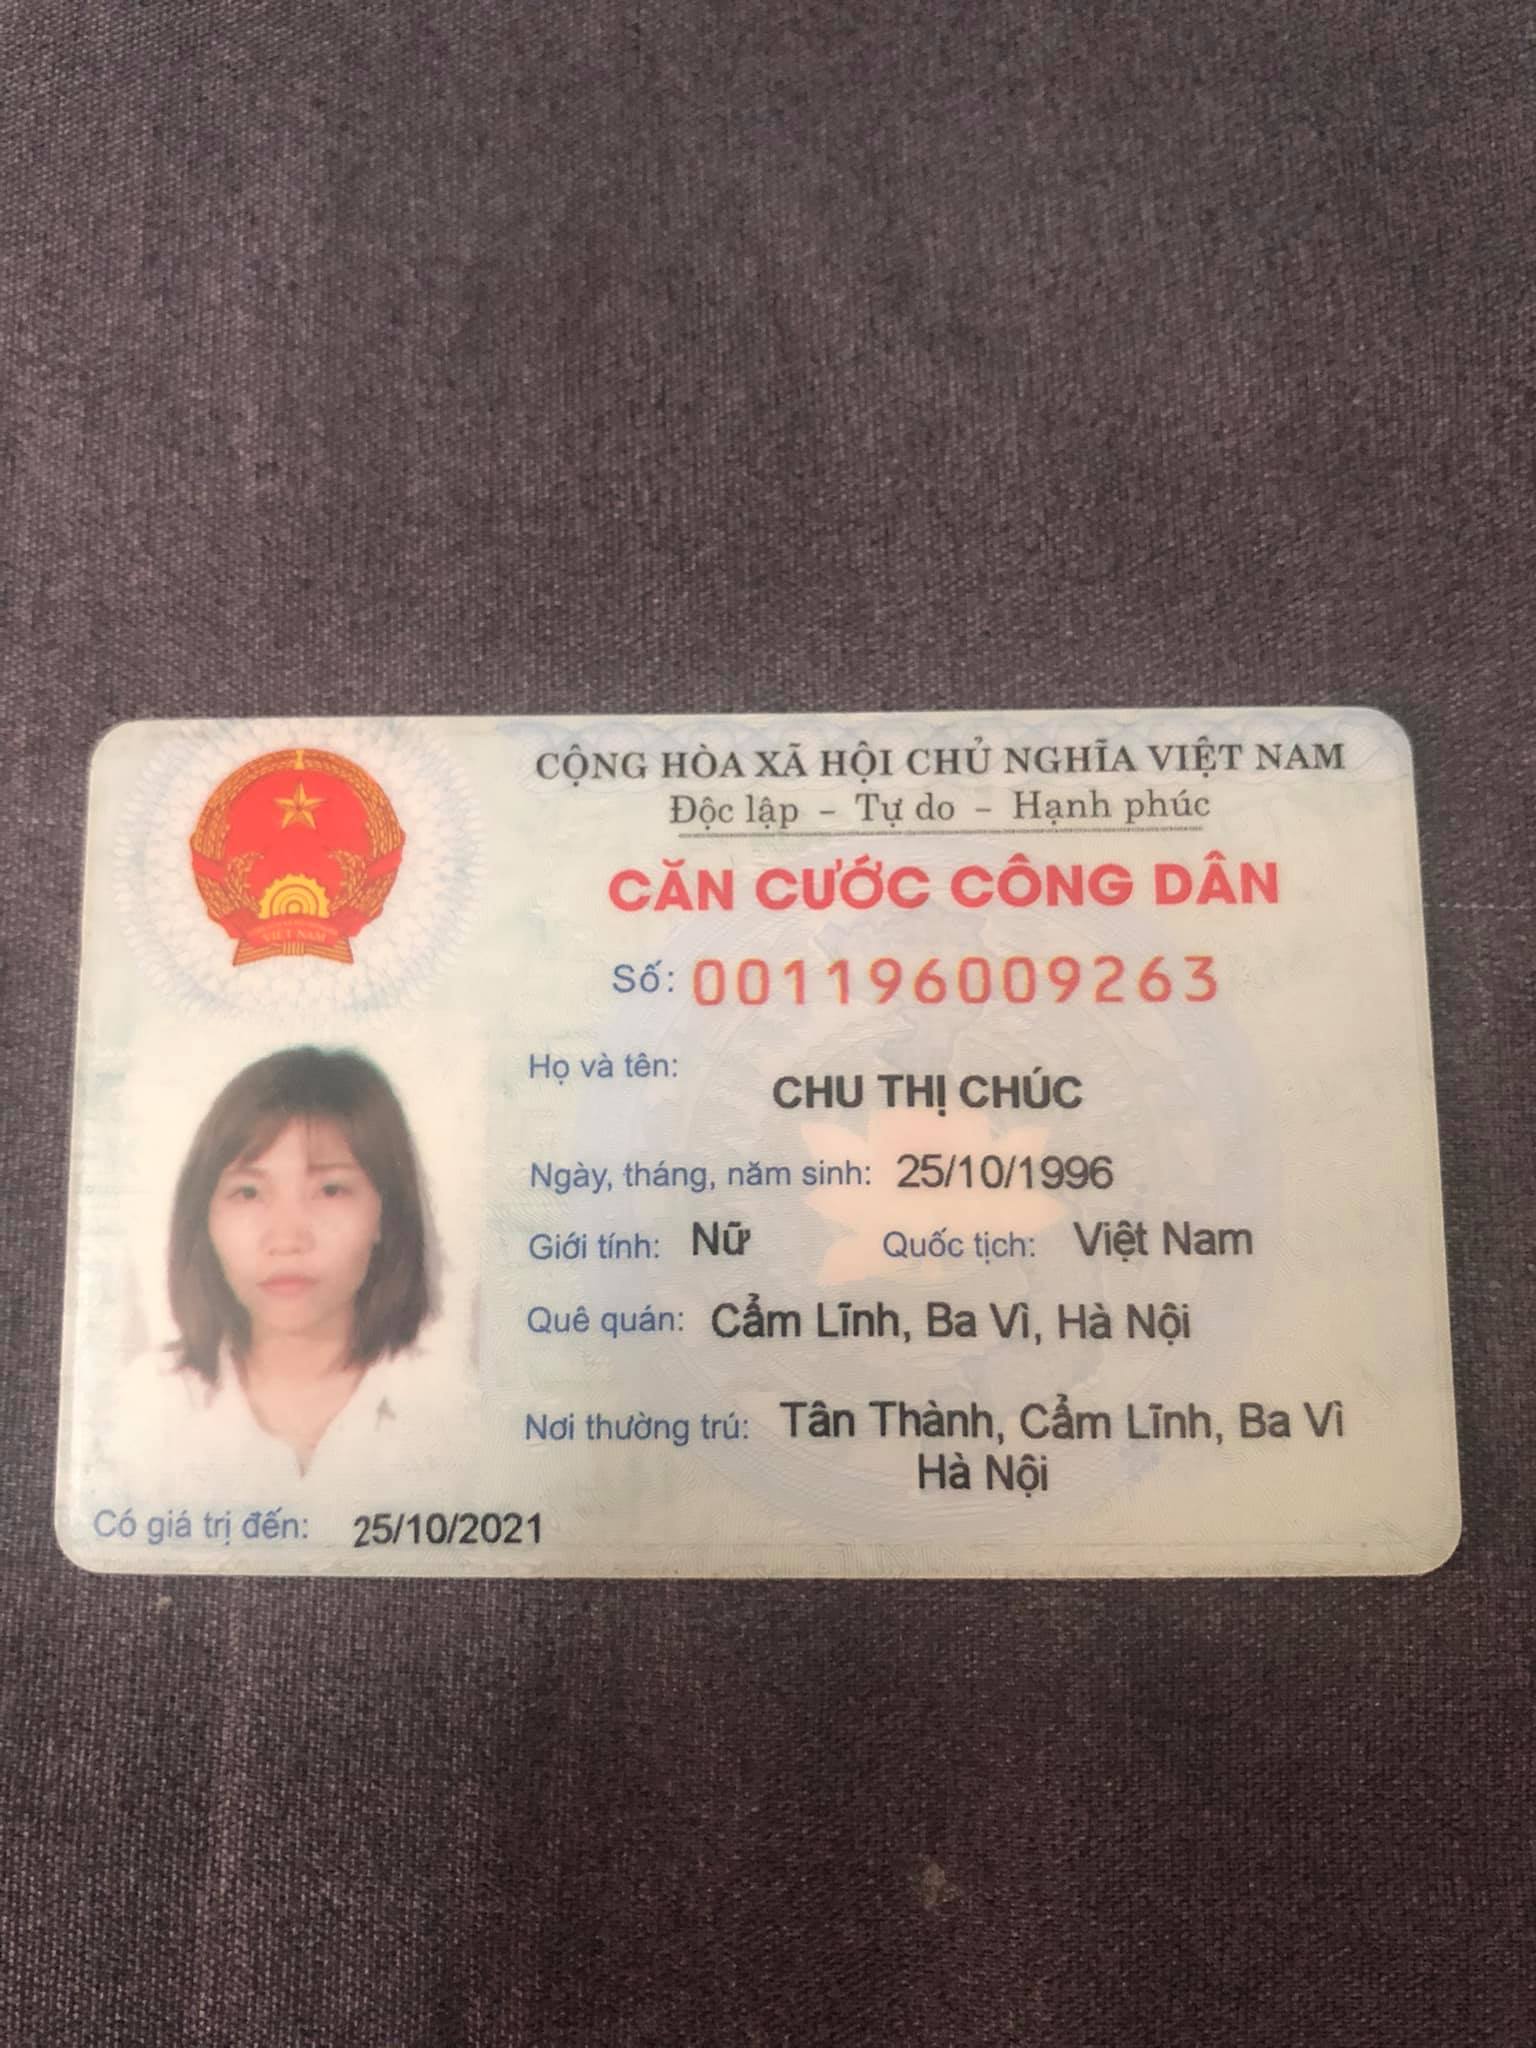 CỘNG HÒA XÃ HỘI CHỦ NGHĨA VIỆT NAM
Độc lập - Tự do - Hạnh phúc
CĂN CƯỚC CÔNG DÂN
Số: 001196009263
Họ và tên: CHU THỊ CHÚC
Ngày, tháng, năm sinh: 25/10/1996
Giới tính: Nữ Quốc tịch: Việt Nam
Quê quán: Cẩm Lĩnh, Ba Vì, Hà Nội
Nơi thường trú: Tân Thành, Cẩm Lĩnh, Ba Vì
Hà Nội
Có giá trị đến: 25/10/2021
VIỆT NAM